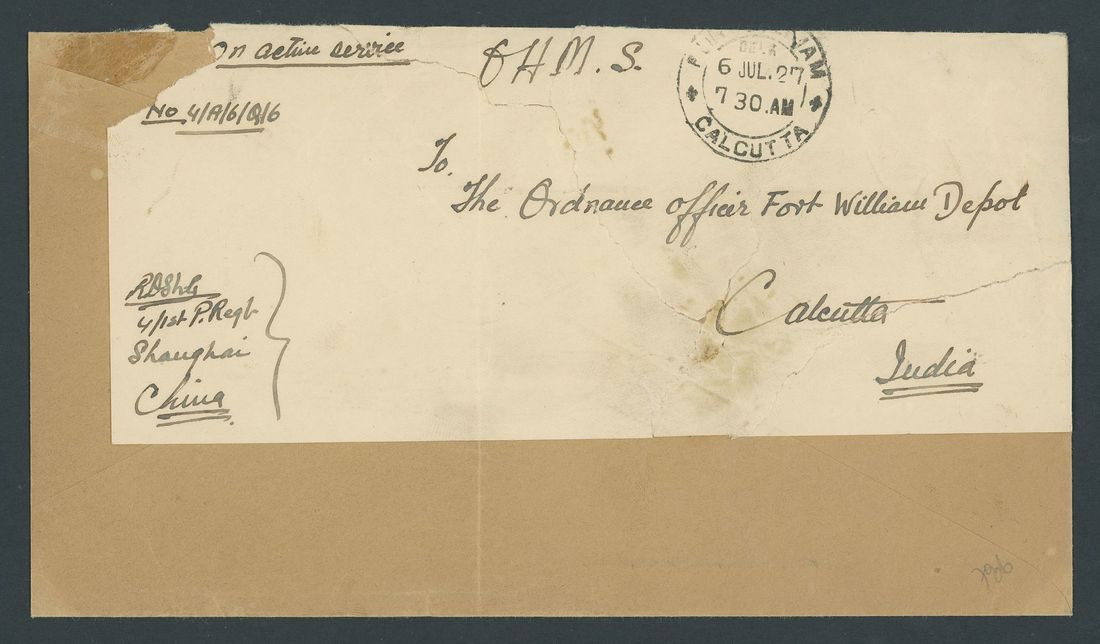 On active service
O H M. S.
No 4/A/6/Q/6
DELY
6 JUL. 27
7 30. AM
CALCUTTA
To.
The Ordnance officer Fort William Depot
Calcutta
India
4/1st P. Regt
Shanghai
China